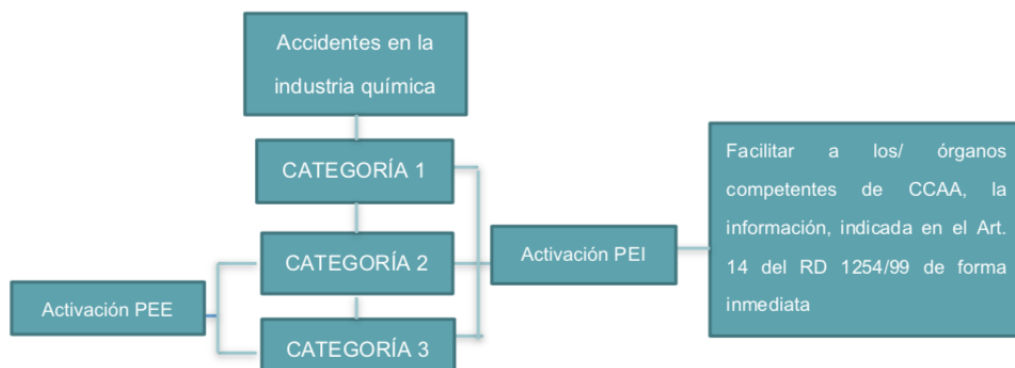 Accidentes en la
industria química
CATEGORÍA 1
CATEGORÍA 2
CATEGORÍA 3
Activación PEE
Activación PEI
Facilitar a los/ órganos
competentes de CCAA, la
información, indicada en el Art.
14 del RD 1254/99 de forma
inmediata